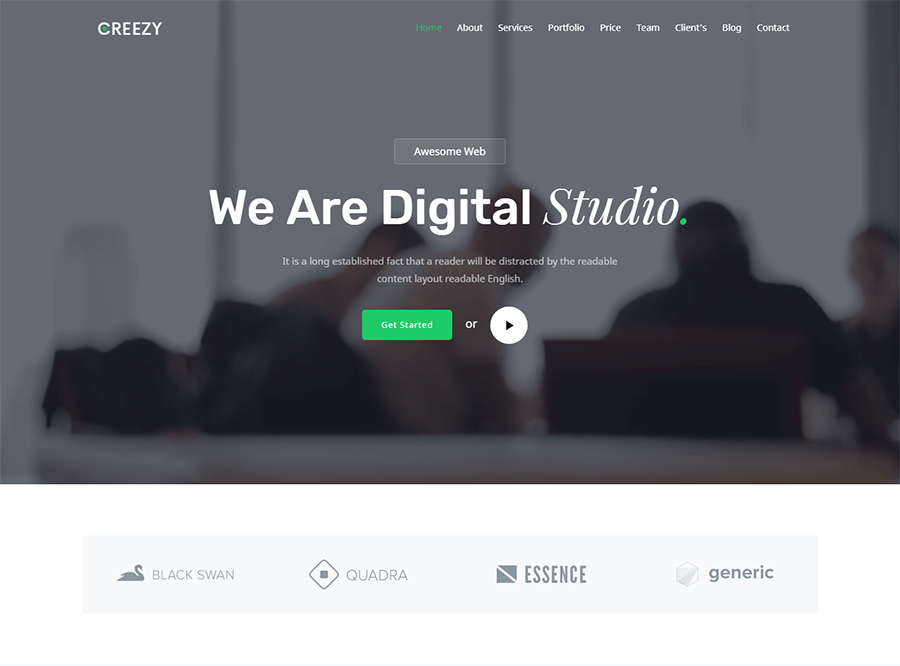 CREEZY
Home About Services Portfolio Price Team Client's Blog Contact
Awesome Web
We Are Digital Studio.
It is a long established fact that a reader will be distracted by the readable
content layout readable English.
Get Started or
BLACK SWAN QUADRA ESSENCE generic